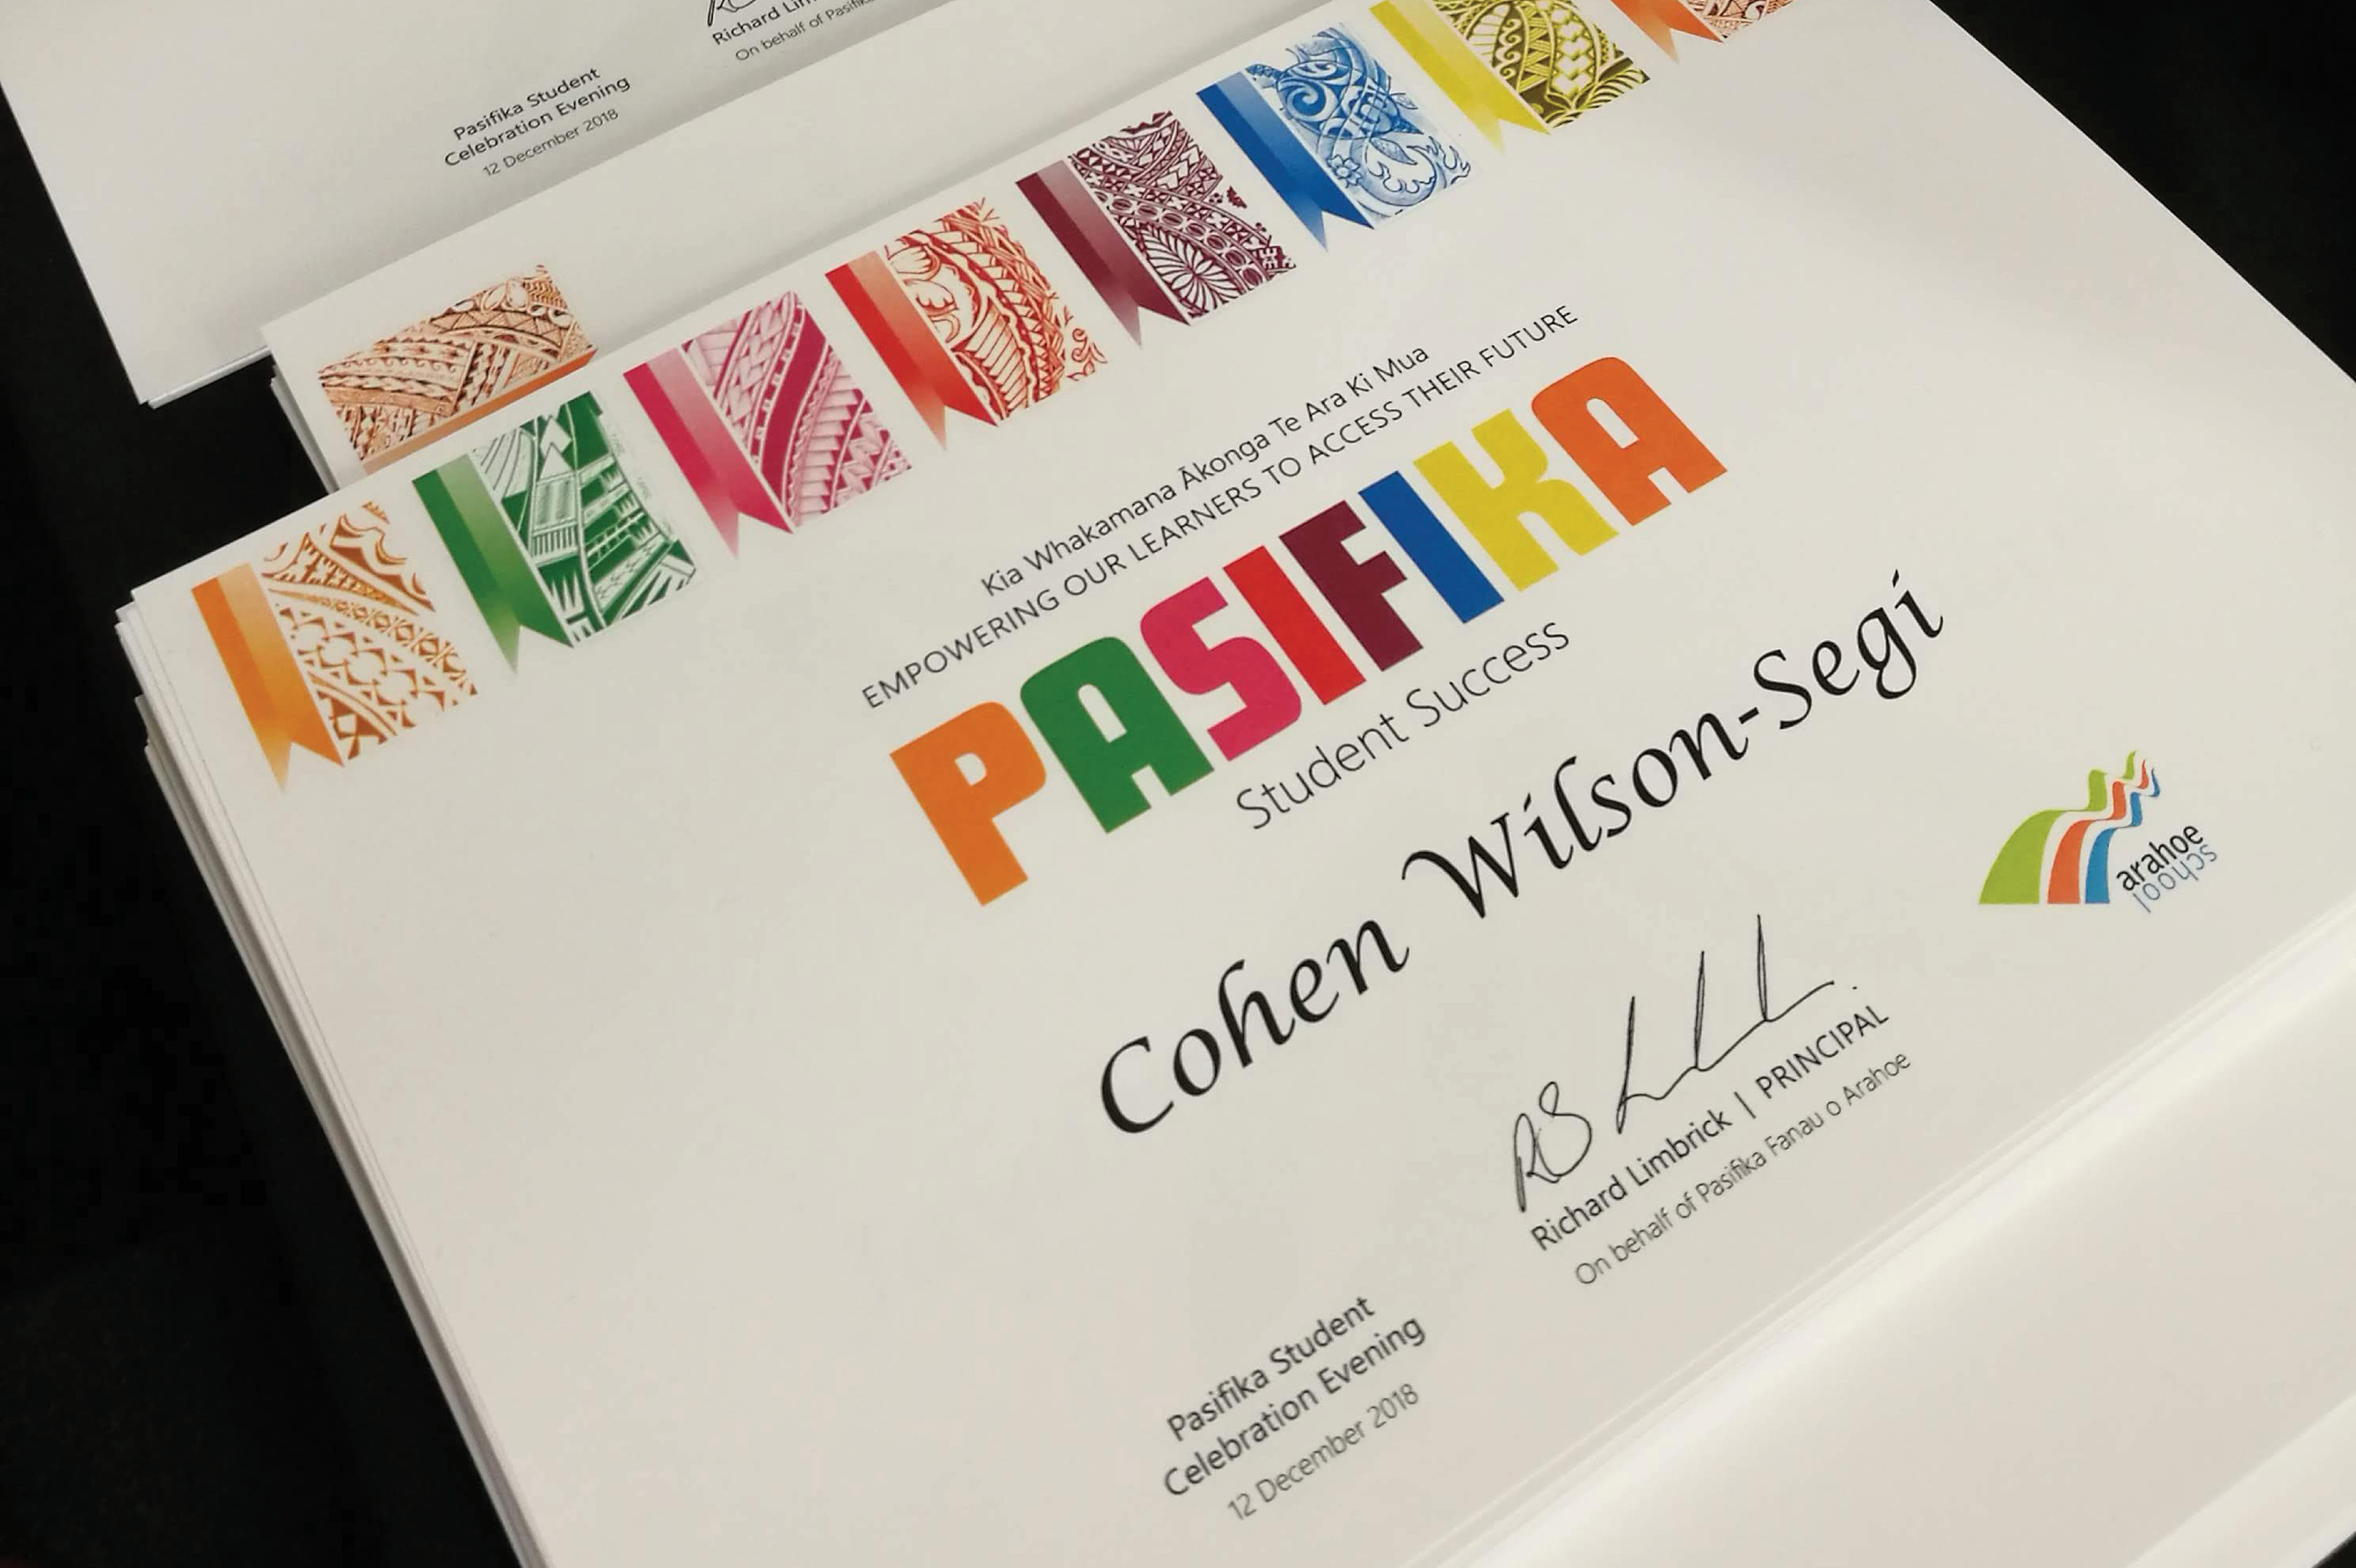 Richard
On behalf of
Pasifika Student
Celebration Evening
12 December 2018
Kia Whakamana Ākonga Te Ara Ki Mua
EMPOWERING OUR LEARNERS TO ACCESS THEIR FUTURE
PASIFIKA
Student Success
Cohen Wilson-Segi
arahoe
school
RS
Richard Limbrick | PRINCIPAL
On behalf of Pasifika Fanau o Arahoe
Pasifika Student
Celebration Evening
12 December 2018